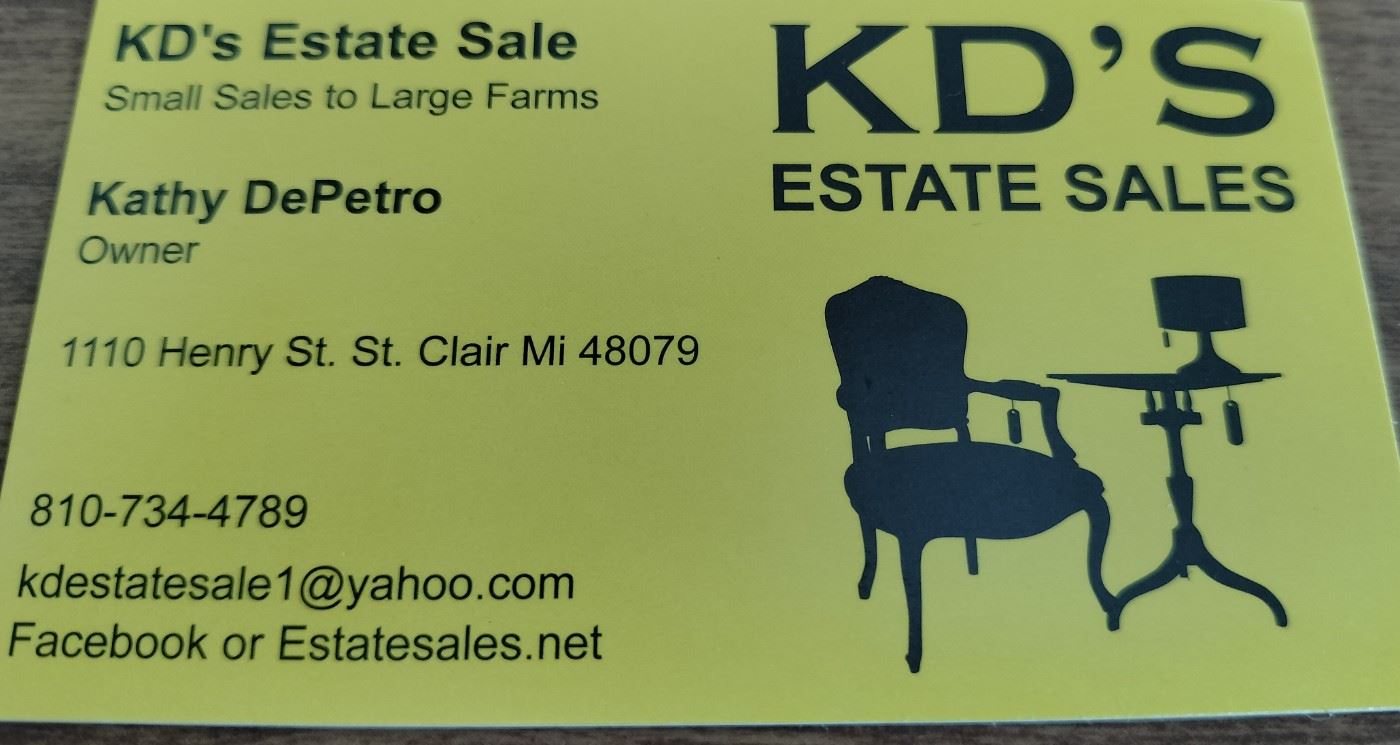 KD's Estate Sale
Small Sales to Large Farms
Kathy DePetro
Owner
1110 Henry St. St. Clair Mi 48079
810-734-4789
kdestatesale1@yahoo.com
Facebook or Estatesales.net
KD'S
ESTATE SALES